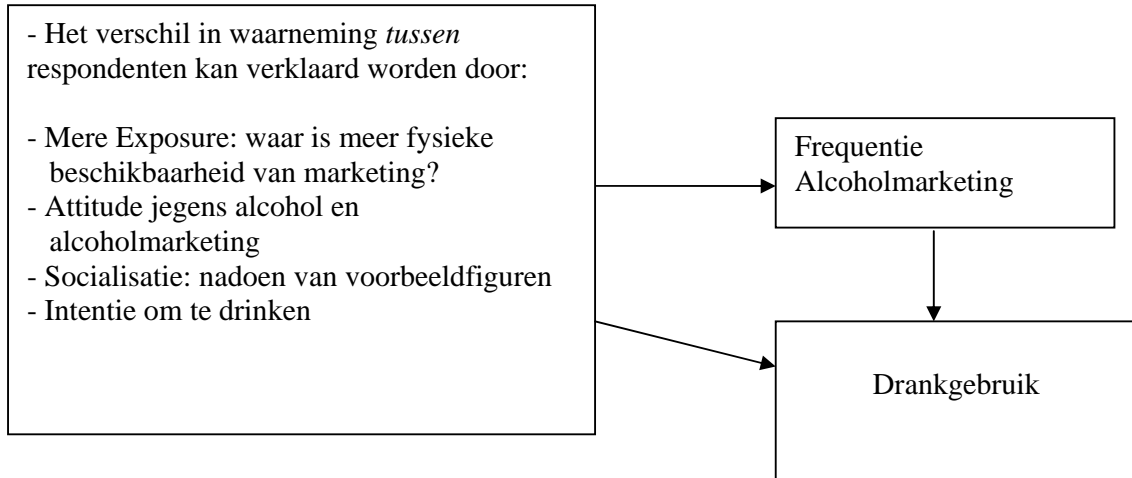 - Het verschil in waarneming tussen
respondenten kan verklaard worden door:
- Mere Exposure: waar is meer fysieke
beschikbaarheid van marketing?
- Attitude jegens alcohol en
alcoholmarketing
- Socialisatie: nadoen van voorbeeldfiguren
- Intentie om te drinken
Frequentie
Alcoholmarketing
Drankgebruik